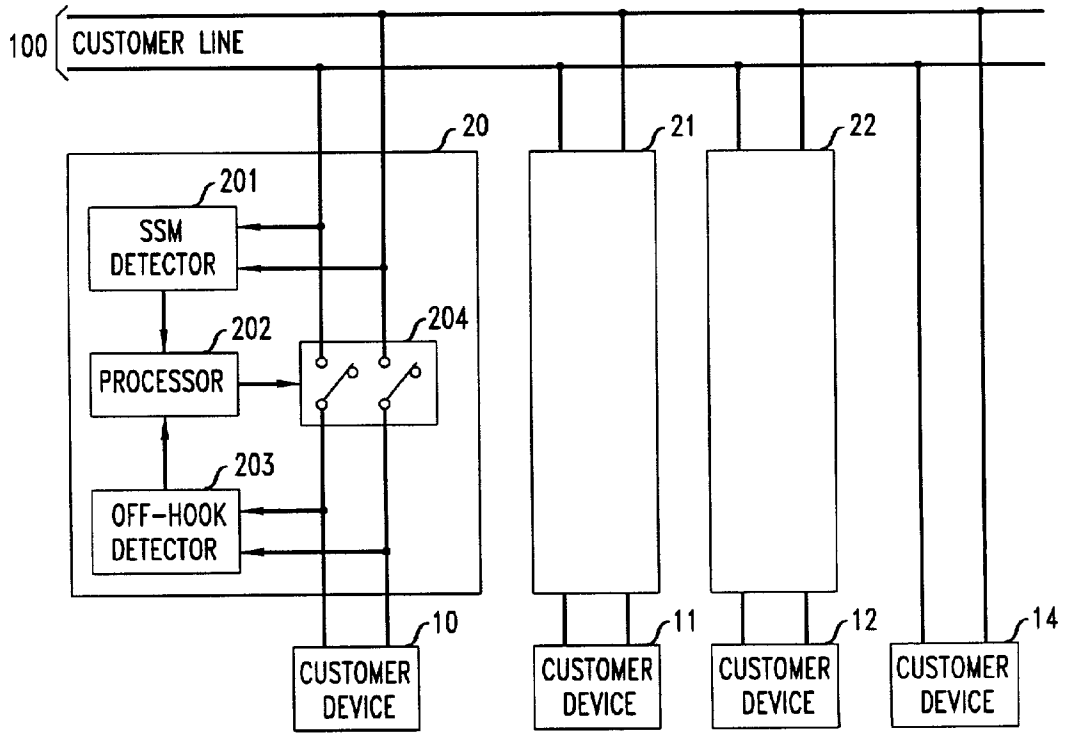 100
CUSTOMER LINE
20
21
22
201
SSM
DETECTOR
202
204
PROCESSOR
203
OFF-HOOK
DETECTOR
10
11
12
14
CUSTOMER
DEVICE
CUSTOMER
DEVICE
CUSTOMER
DEVICE
CUSTOMER
DEVICE